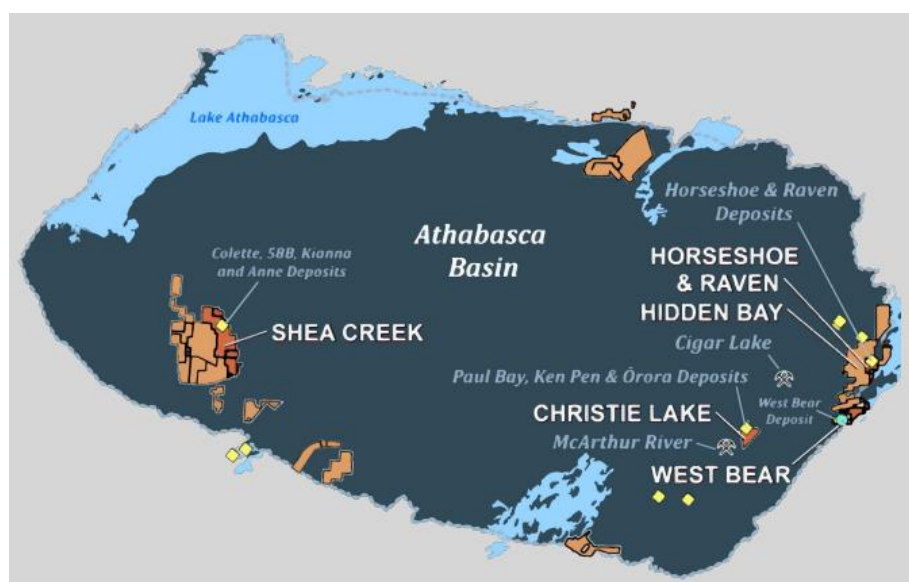 Lake Athabasca
Horseshoe & Raven
Deposits
Athabasca
Basin
Colette, 58B, Kianna
and Anne Deposits
HORSESHOE
& RAVEN
HIDDEN BAY
SHEA CREEK
Cigar Lake
Paul Bay, Ken Pen & Ōrora Deposits
West Bear
Deposit
CHRISTIE LAKE
McArthur River
WEST BEAR